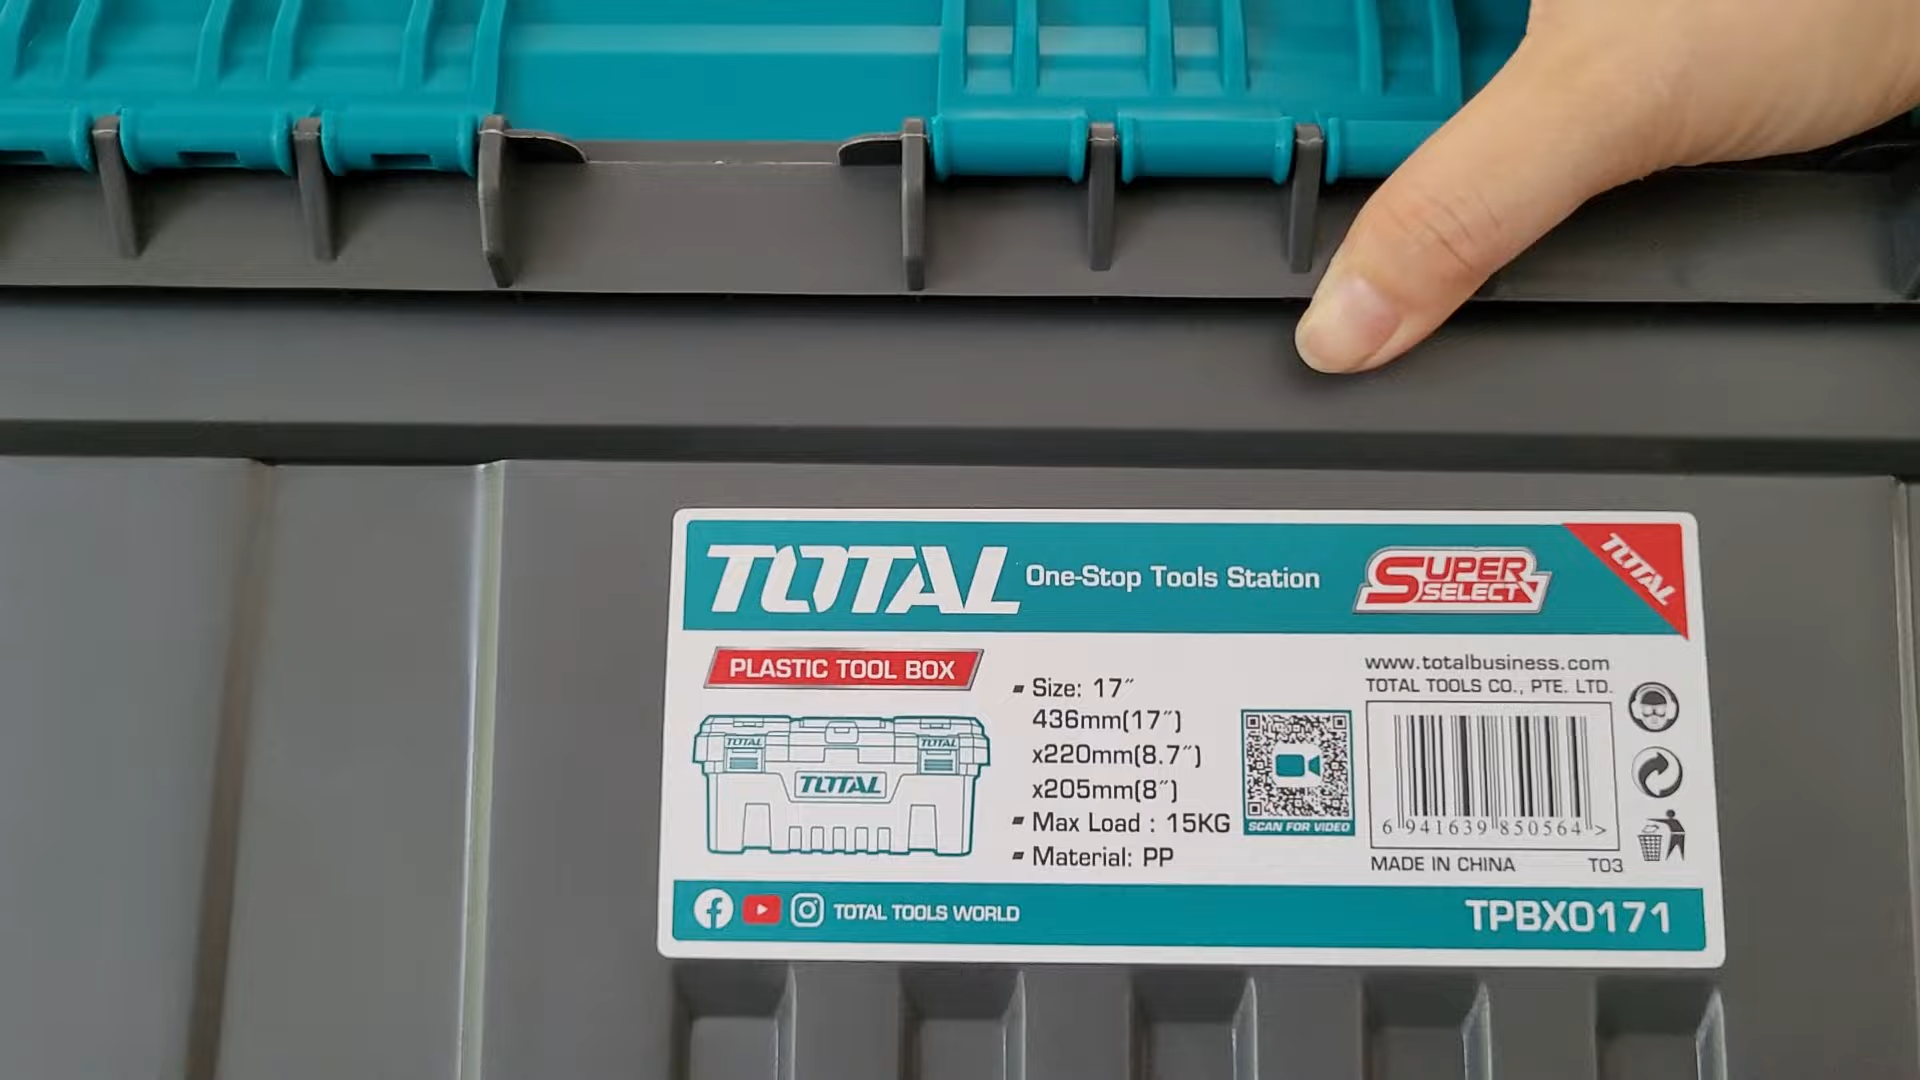 TOTAL One-Stop Tools Station SUPER SELECT TOTAL
PLASTIC TOOL BOX
TOTAL TOTAL
TOTAL
▪ Size: 17″
436mm(17″)
x220mm(8.7″)
x205mm(8″)
▪ Max Load : 15KG
▪ Material: PP
SCAN FOR VIDEO
www.totalbusiness.com
TOTAL TOOLS CO., PTE. LTD.
6 941639 850564 >
MADE IN CHINA T03
TOTAL TOOLS WORLD
TPBX0171